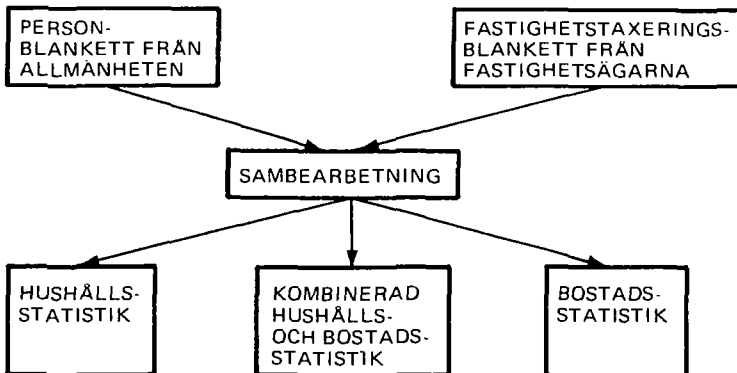 PERSON-
BLANKETT FRÅN
ALLMÄNHETEN
FASTIGHETSTAXERINGS-
BLANKETT FRÅN
FASTIGHETSÄGARNA
SAMBEARBETNING
HUSHÅLLS-
STATISTIK
KOMBINERAD
HUSHÅLLS-
OCH BOSTADS-
STATISTIK
BOSTADS-
STATISTIK